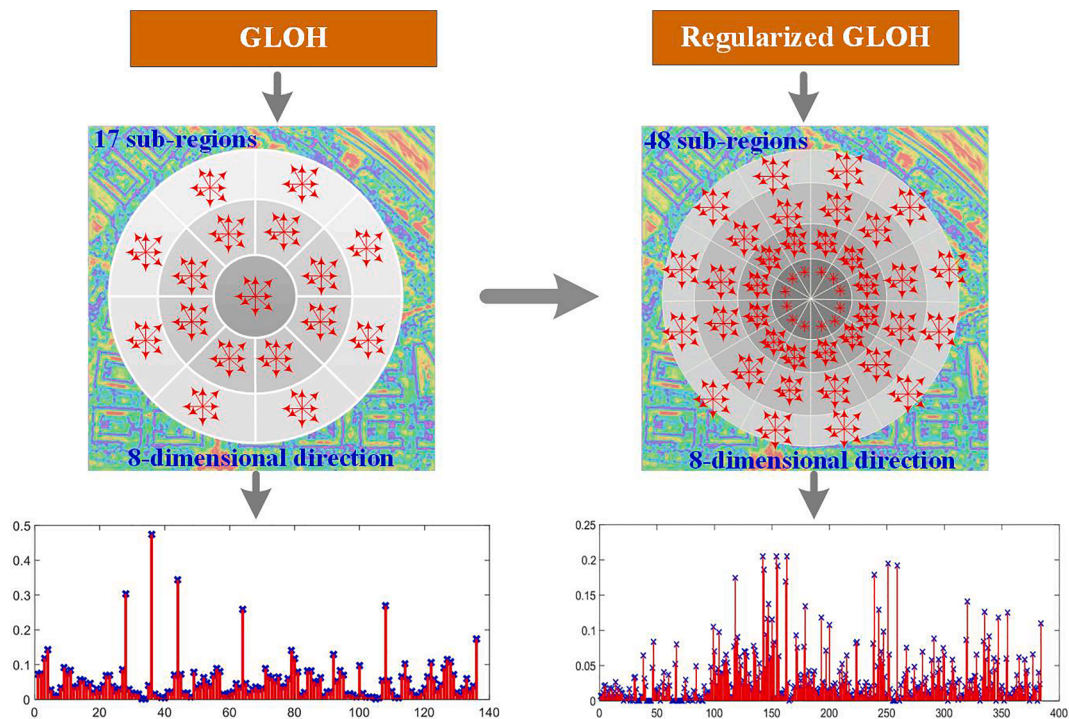 GLOH
Regularized GLOH
17 sub-regions
48 sub-regions
8-dimensional direction
8-dimensional direction
0.5
0.4
0.3
0.2
0.1
0
0 20 40 60 80 100 120 140
0.25
0.2
0.15
0.1
0.05
0
0 50 100 150 200 250 300 350 400